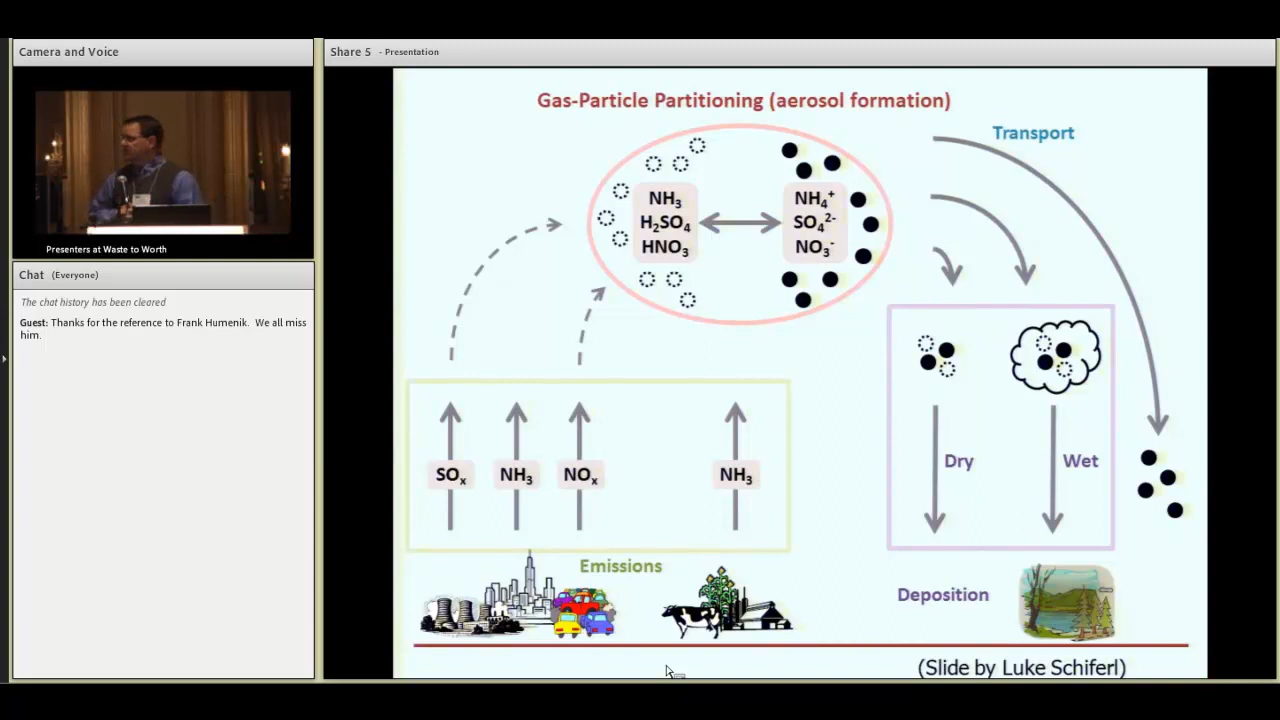 Camera and Voice
Presenters at Waste to Worth
Chat (Everyone)
The chat history has been cleared
Guest: Thanks for the reference to Frank Humenik. We all miss
him.
Share 5 - Presentation
Gas-Particle Partitioning (aerosol formation)
Transport
NH₃
H₂SO₄
HNO₃
NH₄⁺
SO₄²⁻
NO₃⁻
SOₓ
NH₃
NOₓ
NH₃
Dry
Wet
Emissions
Deposition
(Slide by Luke Schiferl)